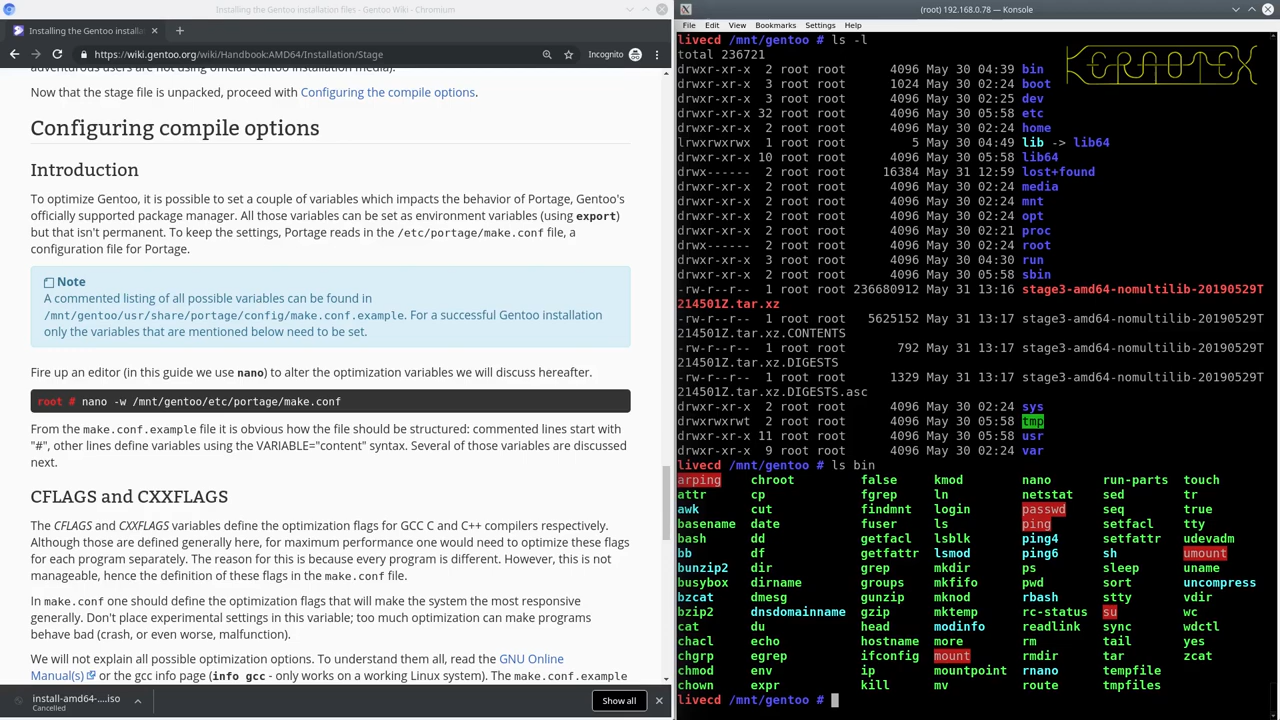 Installing the Gentoo installation files - Gentoo Wiki - Chromium
Installing the Gentoo installa
https://wiki.gentoo.org/wiki/Handbook:AMD64/Installation/Stage
Incognito
Now that the stage file is unpacked, proceed with Configuring the compile options.
Configuring compile options
Introduction
To optimize Gentoo, it is possible to set a couple of variables which impacts the behavior of Portage, Gentoo's
officially supported package manager. All those variables can be set as environment variables (using export)
but that isn't permanent. To keep the settings, Portage reads in the /etc/portage/make.conf file, a
configuration file for Portage.
Note
A commented listing of all possible variables can be found in
/mnt/gentoo/usr/share/portage/config/make.conf.example. For a successful Gentoo installation
only the variables that are mentioned below need to be set.
Fire up an editor (in this guide we use nano) to alter the optimization variables we will discuss hereafter.
root # nano -w /mnt/gentoo/etc/portage/make.conf
From the make.conf.example file it is obvious how the file should be structured: commented lines start with
"#", other lines define variables using the VARIABLE="content" syntax. Several of those variables are discussed
next.
CFLAGS and CXXFLAGS
The CFLAGS and CXXFLAGS variables define the optimization flags for GCC C and C++ compilers respectively.
Although those are defined generally here, for maximum performance one would need to optimize these flags
for each program separately. The reason for this is because every program is different. However, this is not
manageable, hence the definition of these flags in the make.conf file.
In make.conf one should define the optimization flags that will make the system the most responsive
generally. Don't place experimental settings in this variable; too much optimization can make programs
behave bad (crash, or even worse, malfunction).
We will not explain all possible optimization options. To understand them all, read the GNU Online
Manual(s) or the gcc info page (info gcc only works on a working Linux system). The make.conf.example
install-amd64-....iso
Cancelled
Show all
(root) 192.168.0.78 — Konsole
File Edit View Bookmarks Settings Help
KERAOTEX
livecd /mnt/gentoo # ls -l
total 236721
drwxr-xr-x 2 root root 4096 May 30 04:39 bin
drwxr-xr-x 3 root root 1024 May 30 02:24 boot
drwxr-xr-x 3 root root 4096 May 30 02:25 dev
drwxr-xr-x 32 root root 4096 May 30 05:58 etc
drwxr-xr-x 2 root root 4096 May 30 02:24 home
lrwxrwxrwx 1 root root 5 May 30 04:49 lib -> lib64
drwxr-xr-x 10 root root 4096 May 30 05:58 lib64
drwx------ 2 root root 16384 May 31 12:59 lost+found
drwxr-xr-x 2 root root 4096 May 30 02:24 media
drwxr-xr-x 2 root root 4096 May 30 02:24 mnt
drwxr-xr-x 2 root root 4096 May 30 02:24 opt
drwxr-xr-x 2 root root 4096 May 30 02:21 proc
drwx------ 2 root root 4096 May 30 02:24 root
drwxr-xr-x 3 root root 4096 May 30 04:30 run
drwxr-xr-x 2 root root 4096 May 30 05:58 sbin
-rw-r--r-- 1 root root 236680912 May 31 13:16 stage3-amd64-nomultilib-20190529T
214501Z.tar.xz
-rw-r--r-- 1 root root 5625152 May 31 13:17 stage3-amd64-nomultilib-20190529T
214501Z.tar.xz.CONTENTS
-rw-r--r-- 1 root root 792 May 31 13:17 stage3-amd64-nomultilib-20190529T
214501Z.tar.xz.DIGESTS
-rw-r--r-- 1 root root 1329 May 31 13:17 stage3-amd64-nomultilib-20190529T
214501Z.tar.xz.DIGESTS.asc
drwxr-xr-x 2 root root 4096 May 30 02:24 sys
drwxrwxrwt 2 root root 4096 May 30 05:58 tmp
drwxr-xr-x 11 root root 4096 May 30 05:58 usr
drwxr-xr-x 9 root root 4096 May 30 02:24 var
livecd /mnt/gentoo # ls bin
arping chroot false kmod nano run-parts touch
attr cp fgrep ln netstat sed tr
awk cut findmnt login passwd seq true
basename date fuser ls ping setfacl tty
bash dd getfacl lsblk ping4 setfattr udevadm
bb df getfattr lsmod ping6 sh umount
bunzip2 dir grep mkdir ps sleep uname
busybox dirname groups mkfifo pwd sort uncompress
bzcat dmesg gunzip mknod rbash stty vdir
bzip2 dnsdomainname gzip mktemp rc-status su wc
cat du head modinfo readlink sync wdctl
chacl echo hostname more rm tail yes
chgrp egrep ifconfig mount rmdir tar zcat
chmod env ip mountpoint rnano tempfile
chown expr kill mv route tmpfiles
livecd /mnt/gentoo #